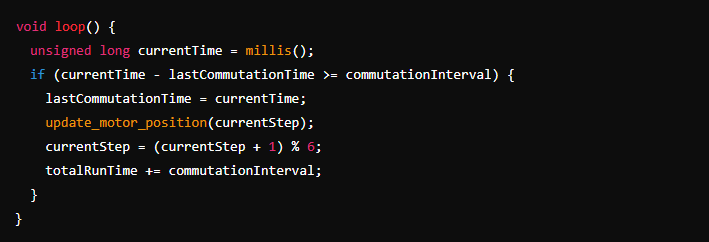 void loop() {
  unsigned long currentTime = millis();
  if (currentTime - lastCommutationTime >= commutationInterval) {
    lastCommutationTime = currentTime;
    update_motor_position(currentStep);
    currentStep = (currentStep + 1) % 6;
    totalRunTime += commutationInterval;
  }
}